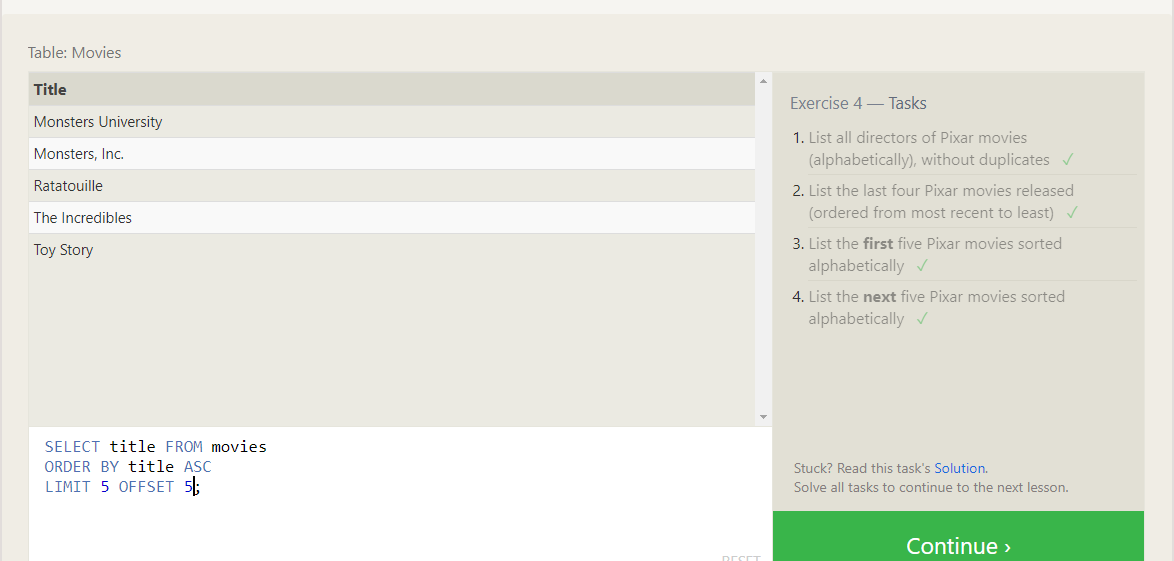 Table: Movies
Title
Monsters University
Monsters, Inc.
Ratatouille
The Incredibles
Toy Story
SELECT title FROM movies
ORDER BY title ASC
LIMIT 5 OFFSET 5;
RESET
Exercise 4 — Tasks
1. List all directors of Pixar movies
(alphabetically), without duplicates ✓
2. List the last four Pixar movies released
(ordered from most recent to least) ✓
3. List the first five Pixar movies sorted
alphabetically ✓
4. List the next five Pixar movies sorted
alphabetically ✓
Stuck? Read this task's Solution.
Solve all tasks to continue to the next lesson.
Continue ›